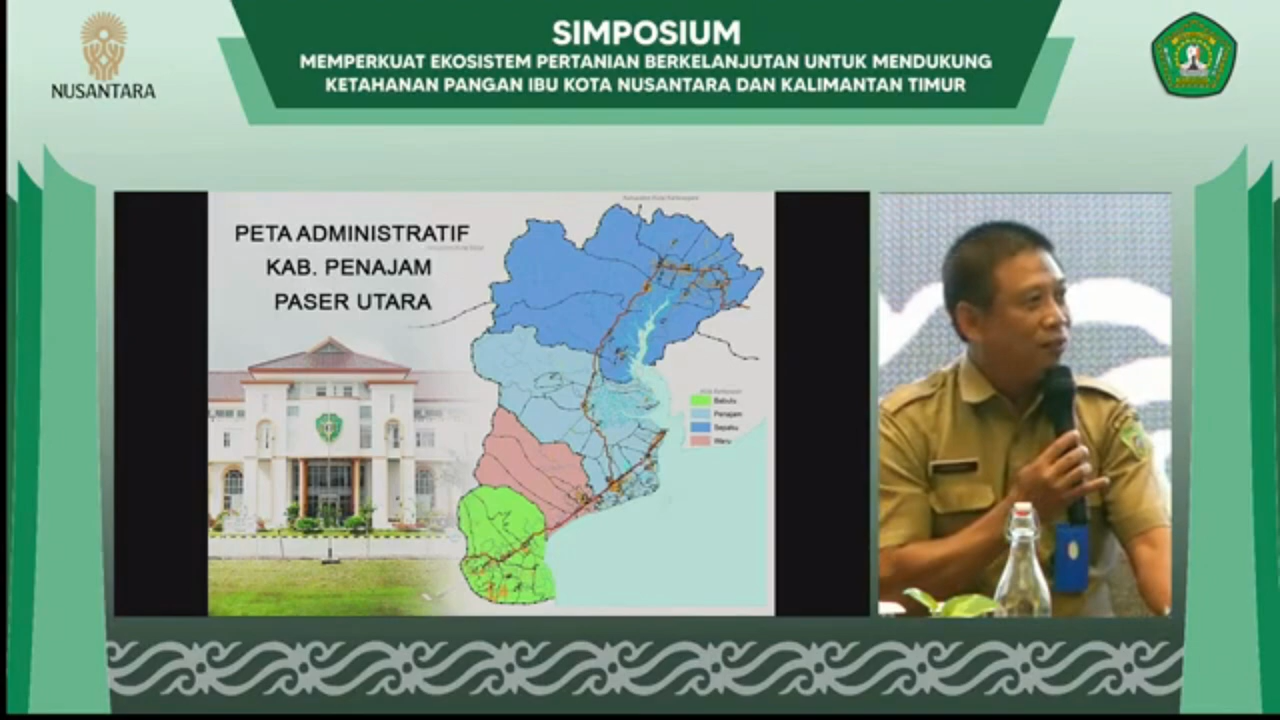 SIMPOSIUM
MEMPERKUAT EKOSISTEM PERTANIAN BERKELANJUTAN UNTUK MENDUKUNG
KETAHANAN PANGAN IBU KOTA NUSANTARA DAN KALIMANTAN TIMUR
NUSANTARA
PETA ADMINISTRATIF
KAB. PENAJAM
PASER UTARA
Babulu
Penajam
Sepaku
Waru